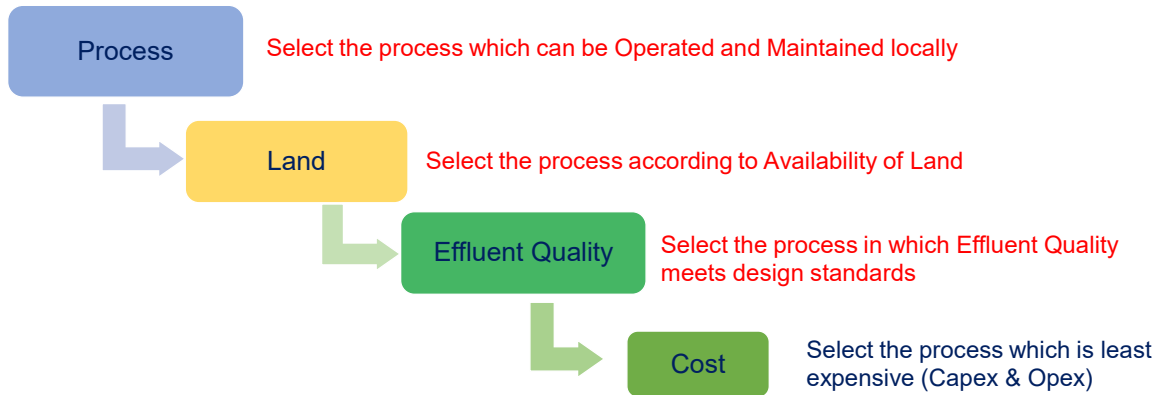 Process
Select the process which can be Operated and Maintained locally
Land
Select the process according to Availability of Land
Effluent Quality
Select the process in which Effluent Quality
meets design standards
Cost
Select the process which is least
expensive (Capex & Opex)